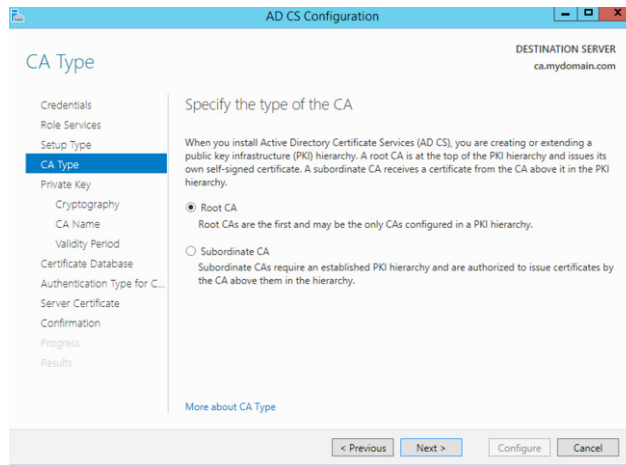 AD CS Configuration
CA Type
DESTINATION SERVER
ca.mydomain.com
Credentials
Role Services
Setup Type
CA Type
Private Key
Cryptography
CA Name
Validity Period
Certificate Database
Authentication Type for C...
Server Certificate
Confirmation
Progress
Results
Specify the type of the CA
When you install Active Directory Certificate Services (AD CS), you are creating or extending a
public key infrastructure (PKI) hierarchy. A root CA is at the top of the PKI hierarchy and issues its
own self-signed certificate. A subordinate CA receives a certificate from the CA above it in the PKI
hierarchy.
Root CA
Root CAs are the first and may be the only CAs configured in a PKI hierarchy.
Subordinate CA
Subordinate CAs require an established PKI hierarchy and are authorized to issue certificates by
the CA above them in the hierarchy.
More about CA Type
< Previous
Next >
Configure
Cancel